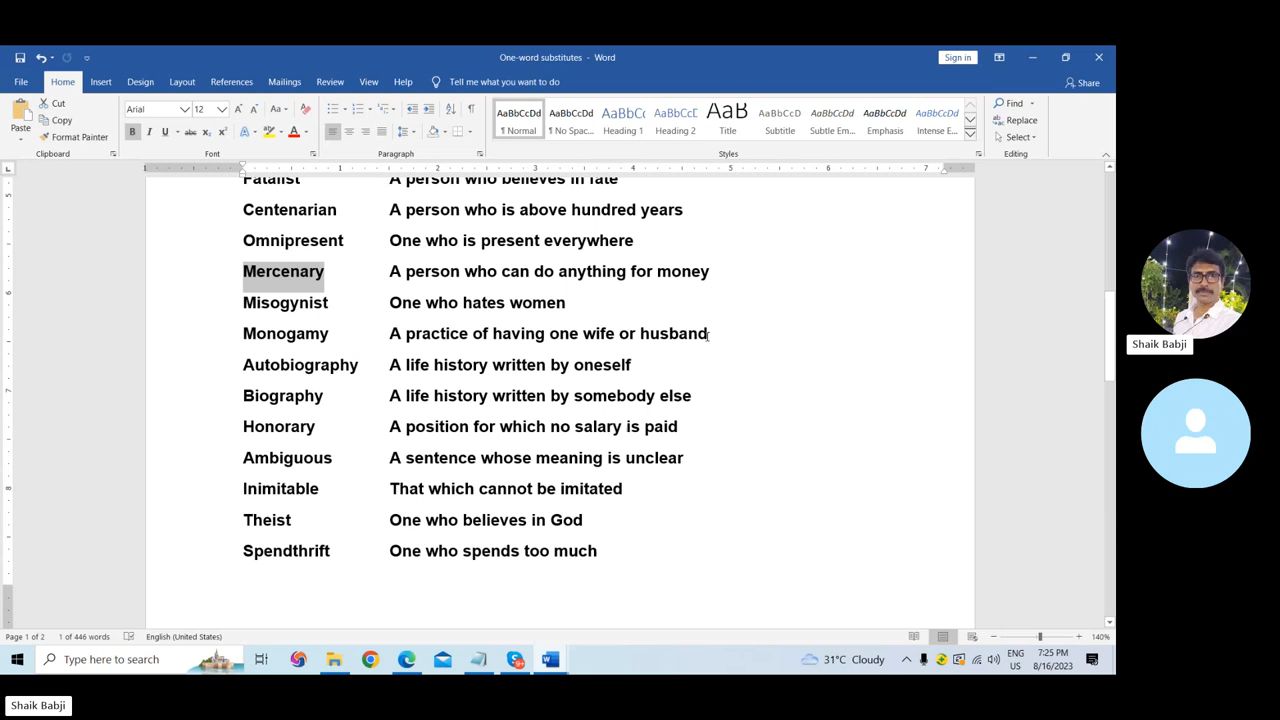 One-word substitutes - Word
Sign in
File Home Insert Design Layout References Mailings Review View Help Tell me what you want to do
Share
Paste
Cut
Copy
Format Painter
Clipboard
Arial 12
Font
Paragraph
AaBbCcDd AaBbCcDd AaBbC( AaBbCcC AaB AaBbCcD AaBbCcDd AaBbCcDd AaBbCcDd
¶ Normal ¶ No Spac... Heading 1 Heading 2 Title Subtitle Subtle Em... Emphasis Intense E...
Styles
Find
Replace
Select
Editing
Fatalist A person who believes in fate
Centenarian A person who is above hundred years
Omnipresent One who is present everywhere
Mercenary A person who can do anything for money
Misogynist One who hates women
Monogamy A practice of having one wife or husband
Autobiography A life history written by oneself
Biography A life history written by somebody else
Honorary A position for which no salary is paid
Ambiguous A sentence whose meaning is unclear
Inimitable That which cannot be imitated
Theist One who believes in God
Spendthrift One who spends too much
Page 1 of 2 1 of 446 words English (United States)
140%
Type here to search
31°C Cloudy
ENG
US
7:25 PM
8/16/2023
Shaik Babji
Shaik Babji